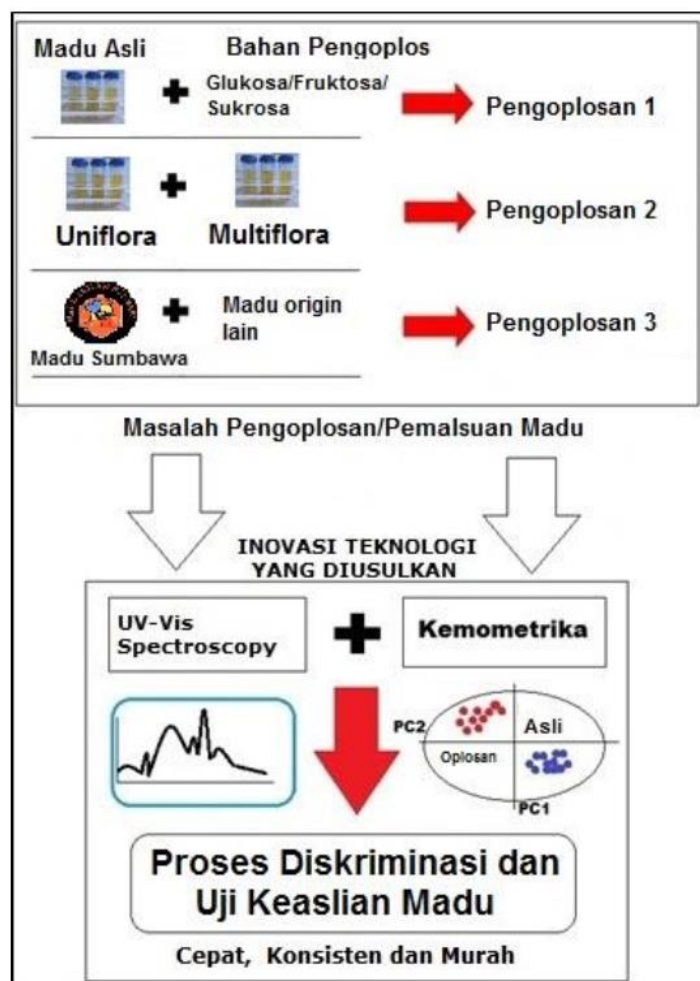 Madu Asli
Bahan Pengoplos
Glukosa/Fruktosa/
Sukrosa
Pengoplosan 1
Uniflora
Multiflora
Pengoplosan 2
Madu Sumbawa
Madu origin
lain
Pengoplosan 3
Masalah Pengoplosan/Pemalsuan Madu
INOVASI TEKNOLOGI
YANG DIUSULKAN
UV-Vis
Spectroscopy
Kemometrika
PC2
Asli
Oplosan
PC1
Proses Diskriminasi dan
Uji Keaslian Madu
Cepat, Konsisten dan Murah